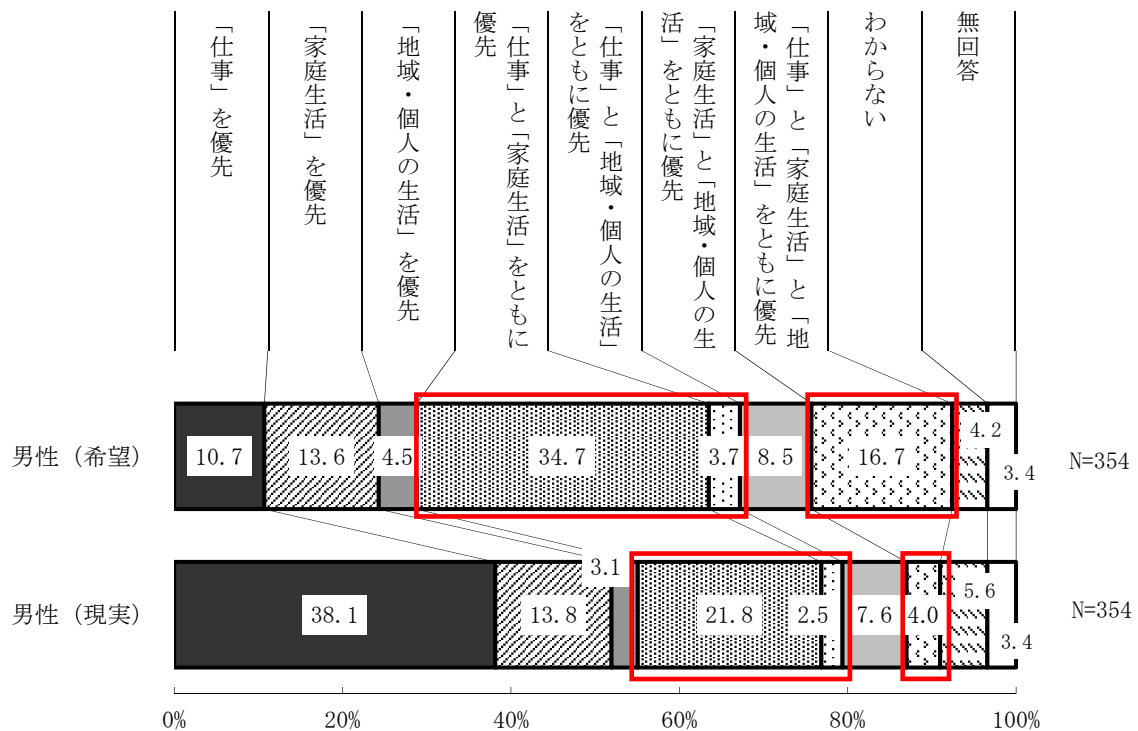 「仕事」を優先
「家庭生活」を優先
「地域・個人の生活」を優先
「仕事」と「家庭生活」をともに
優先
「仕事」と「地域・個人の生活」
をともに優先
「家庭生活」と「地域・個人の生
活」をともに優先
「仕事」と「家庭生活」と「地
域・個人の生活」をともに優先
わからない
無回答
男性（希望） 10.7 13.6 4.5 34.7 3.7 8.5 16.7 4.2 3.4 N=354
男性（現実） 38.1 13.8 3.1 21.8 2.5 7.6 4.0 5.6 3.4 N=354
0% 20% 40% 60% 80% 100%